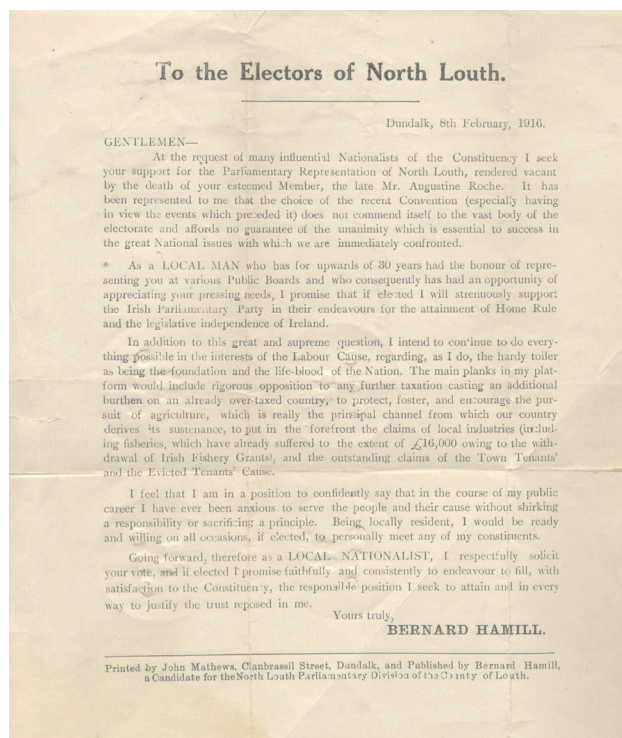 To the Electors of North Louth.
Dundalk, 8th February, 1916.
GENTLEMEN—
At the request of many influential Nationalists of the Constituency I seek
your support for the Parliamentary Representation of North Louth, rendered vacant
by the death of your esteemed Member, the late Mr. Augustine Roche. It has
been represented to me that the choice of the recent Convention (especially having
in view the events which preceded it) does not commend itself to the vast body of the
electorate and affords no guarantee of the unanimity which is essential to success in
the great National issues with which we are immediately confronted.
As a LOCAL MAN who has for upwards of 30 years had the honour of repre-
senting you at various Public Boards and who consequently has had an opportunity of
appreciating your pressing needs, I promise that if elected I will strenuously support
the Irish Parliamentary Party in their endeavours for the attainment of Home Rule
and the legislative independence of Ireland.
In addition to this great and supreme question, I intend to continue to do every-
thing possible in the interests of the Labour Cause, regarding, as I do, the hardy toiler
as being the foundation and the life-blood of the Nation. The main planks in my plat-
form would include rigorous opposition to any further taxation casting an additional
burthen on an already over-taxed country, to protect, foster, and encourage the pur-
suit of agriculture, which is really the principal channel from which our country
derives its sustenance, to put in the forefront the claims of local industries (includ-
ing fisheries, which have already suffered to the extent of £16,000 owing to the with-
drawal of Irish Fishery Grants), and the outstanding claims of the Town Tenants'
and the Evicted Tenants' Cause.
I feel that I am in a position to confidently say that in the course of my public
career I have ever been anxious to serve the people and their cause without shirking
a responsibility or sacrificing a principle. Being locally resident, I would be ready
and willing on all occasions, if elected, to personally meet any of my constituents.
Going forward, therefore as a LOCAL NATIONALIST, I respectfully solicit
your vote, and if elected I promise faithfully and consistently to endeavour to fill, with
satisfaction to the Constituency, the responsible position I seek to attain and in every
way to justify the trust reposed in me.
Yours truly,
BERNARD HAMILL.
Printed by John Mathews, Clanbrassil Street, Dundalk, and Published by Bernard Hamill,
a Candidate for the North Louth Parliamentary Division of the County of Louth.